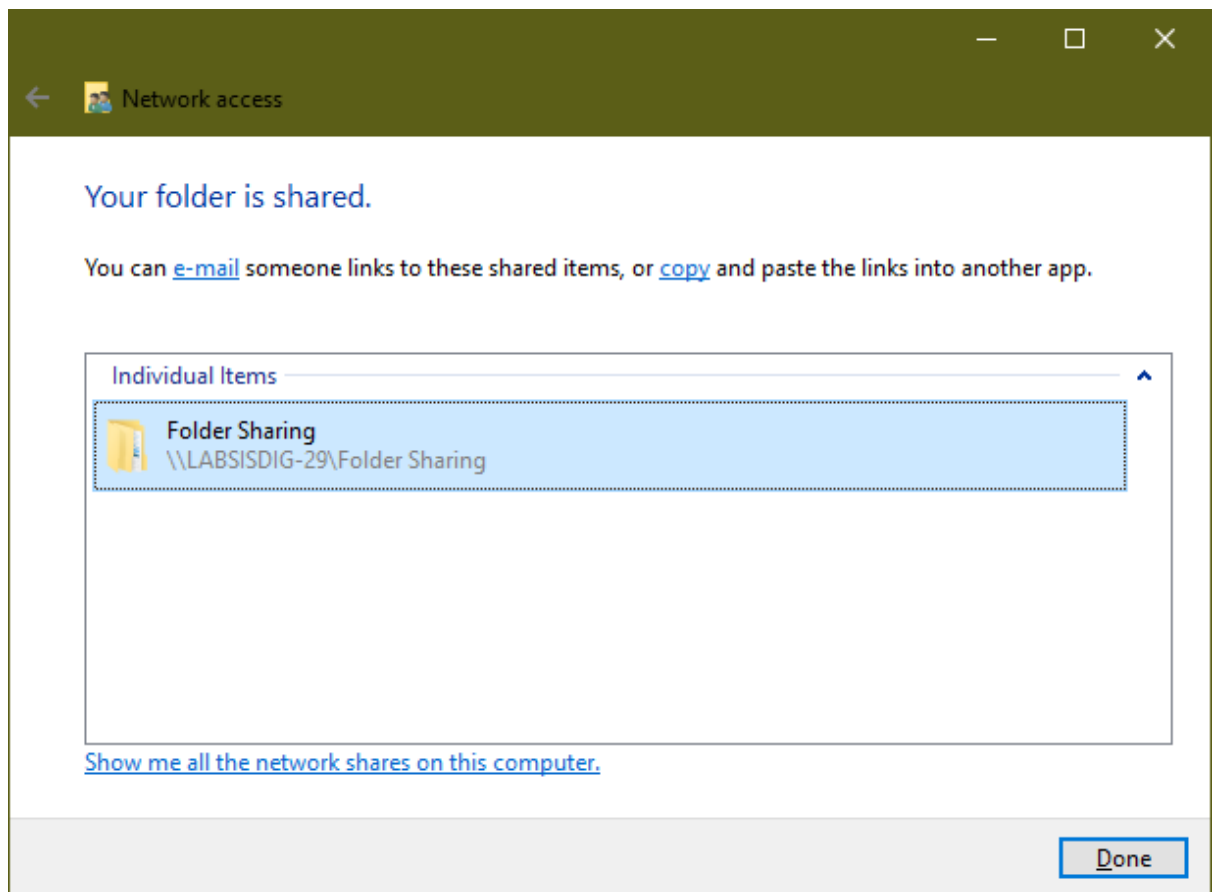 Network access
Your folder is shared.
You can e-mail someone links to these shared items, or copy and paste the links into another app.
Individual Items
Folder Sharing
\\LABSISDIG-29\Folder Sharing
Show me all the network shares on this computer.
Done